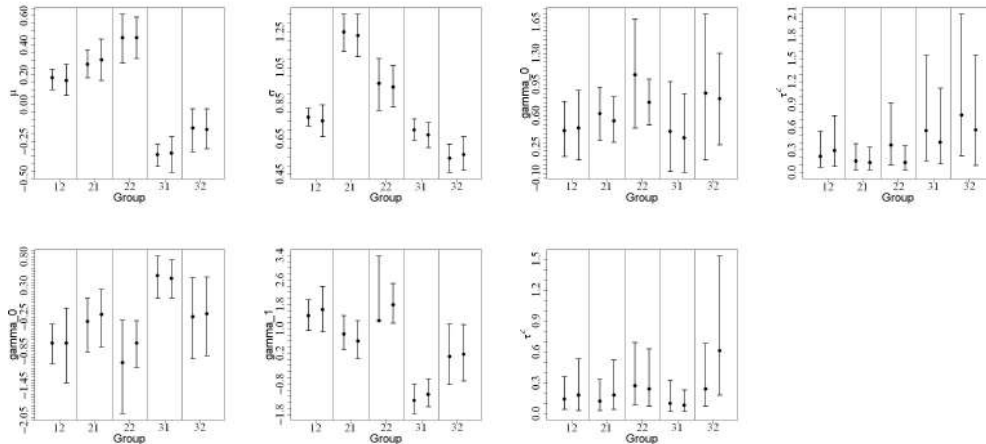 μ
0.60
0.40
0.20
0.00
−0.25
−0.50
12 21 22 31 32
Group
σ
1.25
1.05
0.85
0.65
0.45
12 21 22 31 32
Group
gamma_0
1.65
1.30
0.95
0.60
0.25
−0.10
12 21 22 31 32
Group
2.1
1.8
1.5
1.2
0.9
0.6
0.3
0.0
12 21 22 31 32
Group
gamma_0
0.80
0.30
−0.25
−0.85
−1.45
−2.05
12 21 22 31 32
Group
gamma_1
3.4
2.6
1.8
1.0
0.2
−0.8
−1.8
12 21 22 31 32
Group
1.5
1.2
0.9
0.6
0.3
0.0
12 21 22 31 32
Group